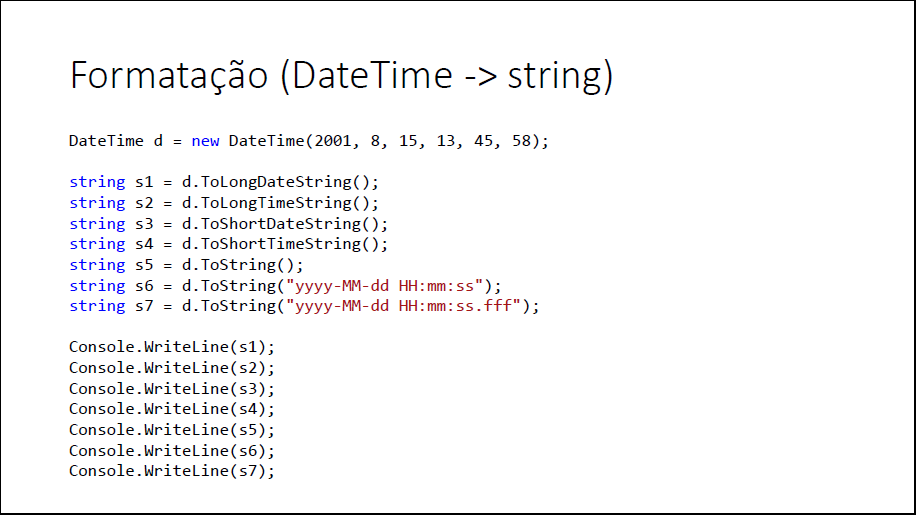 Formatação (DateTime -> string)
DateTime d = new DateTime(2001, 8, 15, 13, 45, 58);
string s1 = d.ToLongDateString();
string s2 = d.ToLongTimeString();
string s3 = d.ToShortDateString();
string s4 = d.ToShortTimeString();
string s5 = d.ToString();
string s6 = d.ToString("yyyy-MM-dd HH:mm:ss");
string s7 = d.ToString("yyyy-MM-dd HH:mm:ss.fff");
Console.WriteLine(s1);
Console.WriteLine(s2);
Console.WriteLine(s3);
Console.WriteLine(s4);
Console.WriteLine(s5);
Console.WriteLine(s6);
Console.WriteLine(s7);